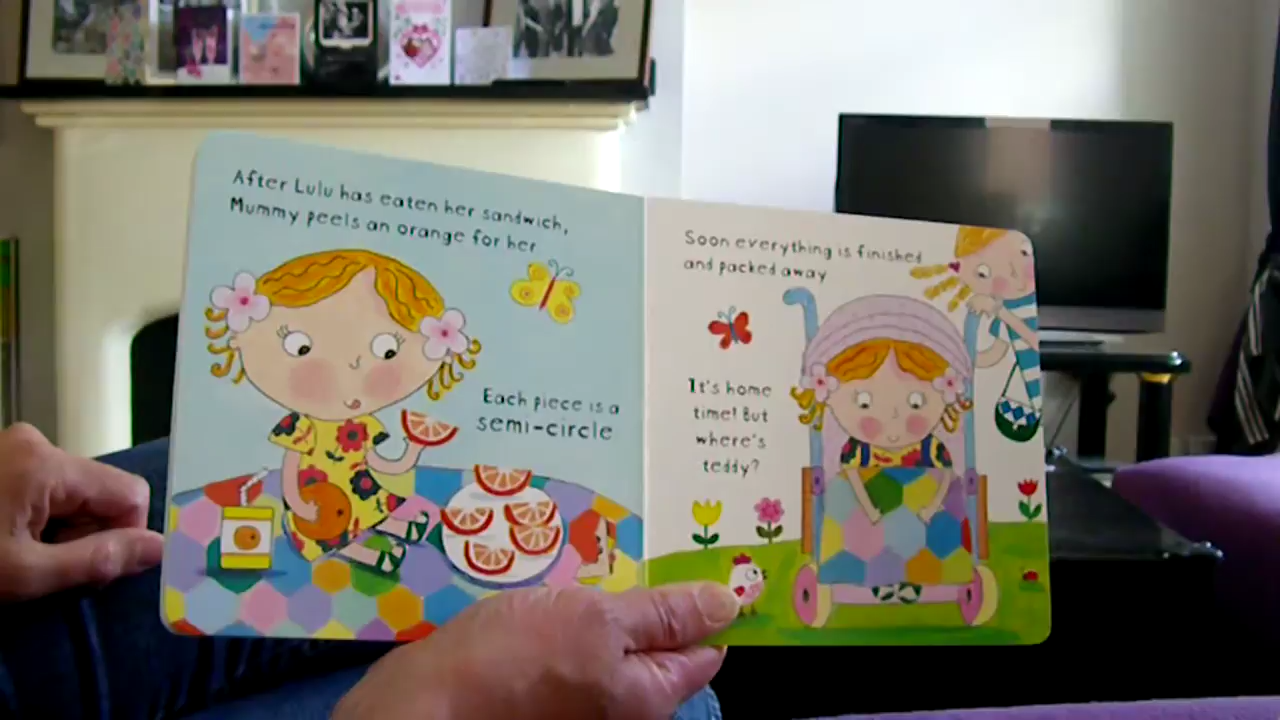 After Lulu has eaten her sandwich,
Mummy peels an orange for her
Each piece is a
semi-circle
Soon everything is finished
and packed away
It's home
time! But
where's
teddy?